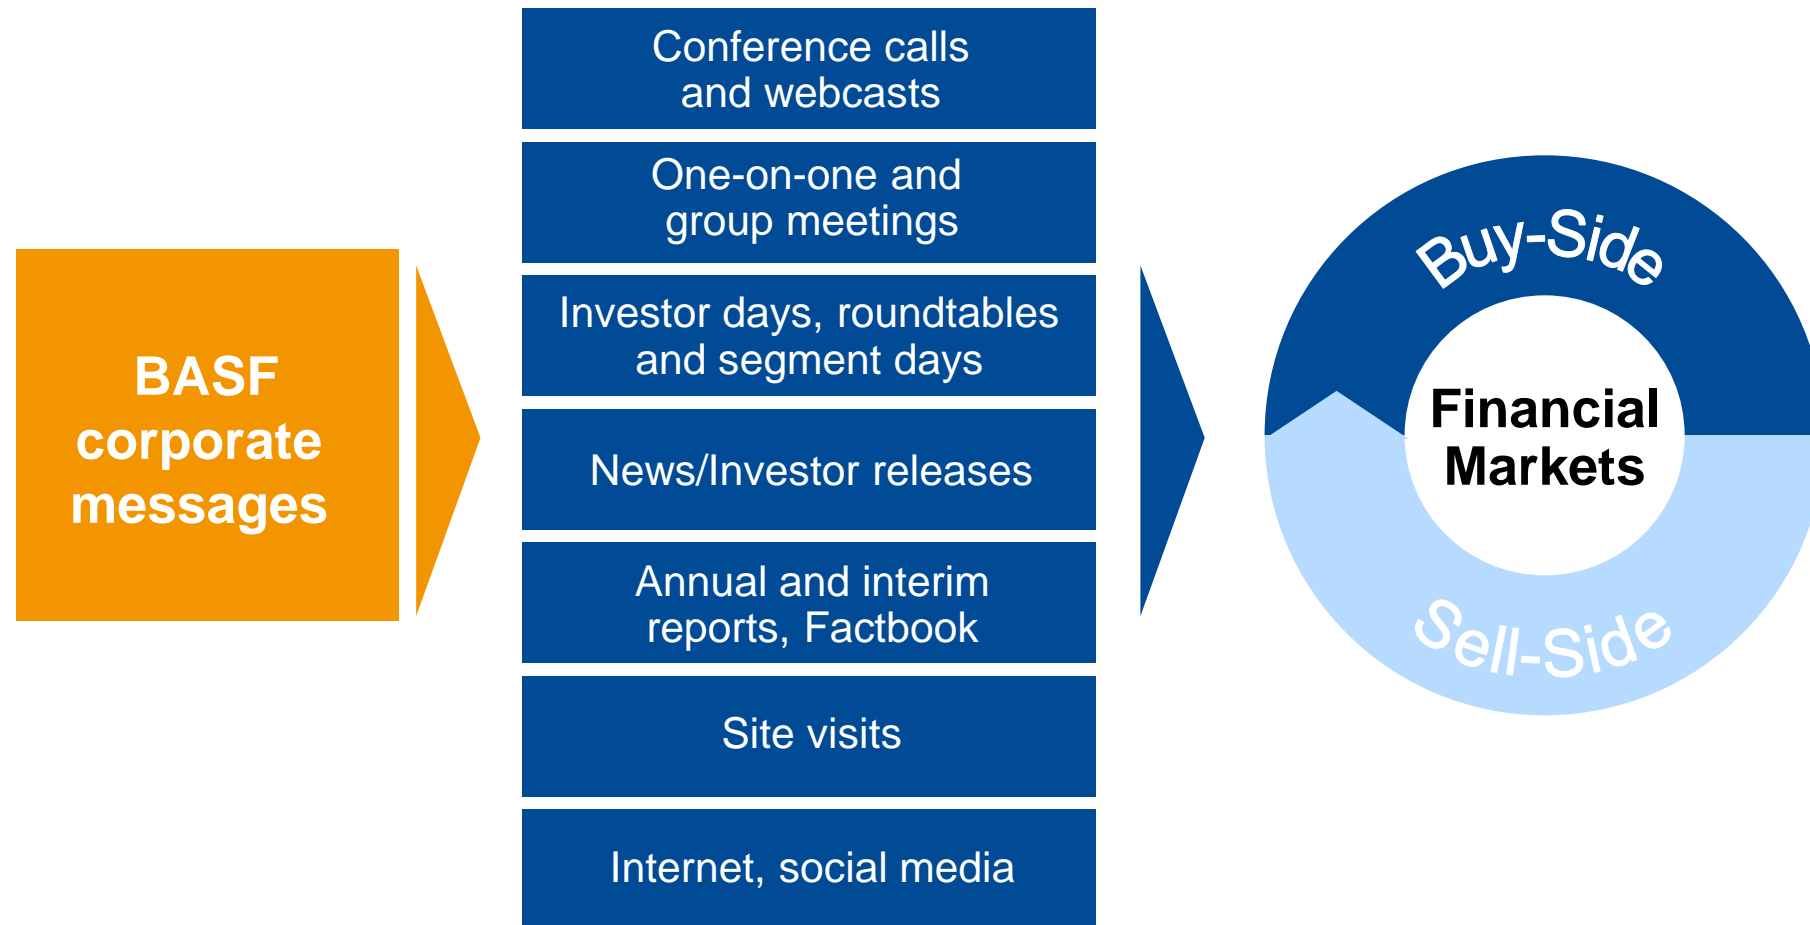 BASF
corporate
messages
Conference calls
and webcasts
One-on-one and
group meetings
Investor days, roundtables
and segment days
News/Investor releases
Annual and interim
reports, Factbook
Site visits
Internet, social media
Buy-Side
Financial
Markets
Sell-Side